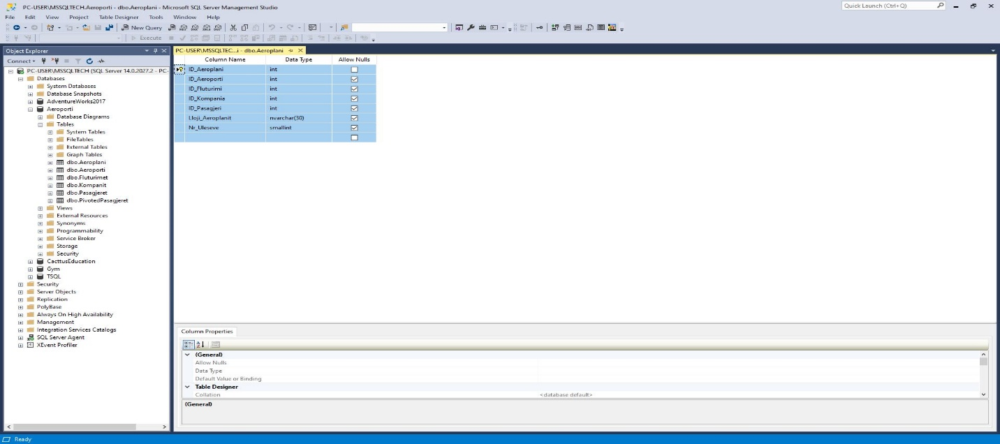 PC-USER\MSSQLTECH.Aeroporti - dbo.Aeroplani - Microsoft SQL Server Management Studio
Quick Launch (Ctrl+Q)
File Edit View Project Table Designer Tools Window Help
New Query
Execute
Object Explorer
Connect
PC-USER\MSSQLTECH (SQL Server 14.0.2027.2 - PC-
Databases
System Databases
Database Snapshots
AdventureWorks2017
Aeroporti
Database Diagrams
Tables
System Tables
FileTables
External Tables
Graph Tables
dbo.Aeroplani
dbo.Aeroporti
dbo.Fluturimet
dbo.Kompanit
dbo.Pasagjeret
dbo.PivotedPasagjeret
Views
External Resources
Synonyms
Programmability
Service Broker
Storage
Security
CacttusEducation
Gym
TSQL
Security
Server Objects
Replication
PolyBase
Always On High Availability
Management
Integration Services Catalogs
SQL Server Agent
XEvent Profiler
PC-USER\MSSQLTEC...i - dbo.Aeroplani
Column Name Data Type Allow Nulls
ID_Aeroplani int
ID_Aeroporti int
ID_Fluturimi int
ID_Kompania int
ID_Pasagjeri int
Lloji_Aeroplanit nvarchar(30)
Nr_Uleseve smallint
Column Properties
(General)
Allow Nulls
Data Type
Default Value or Binding
Table Designer
Collation <database default>
(General)
Ready